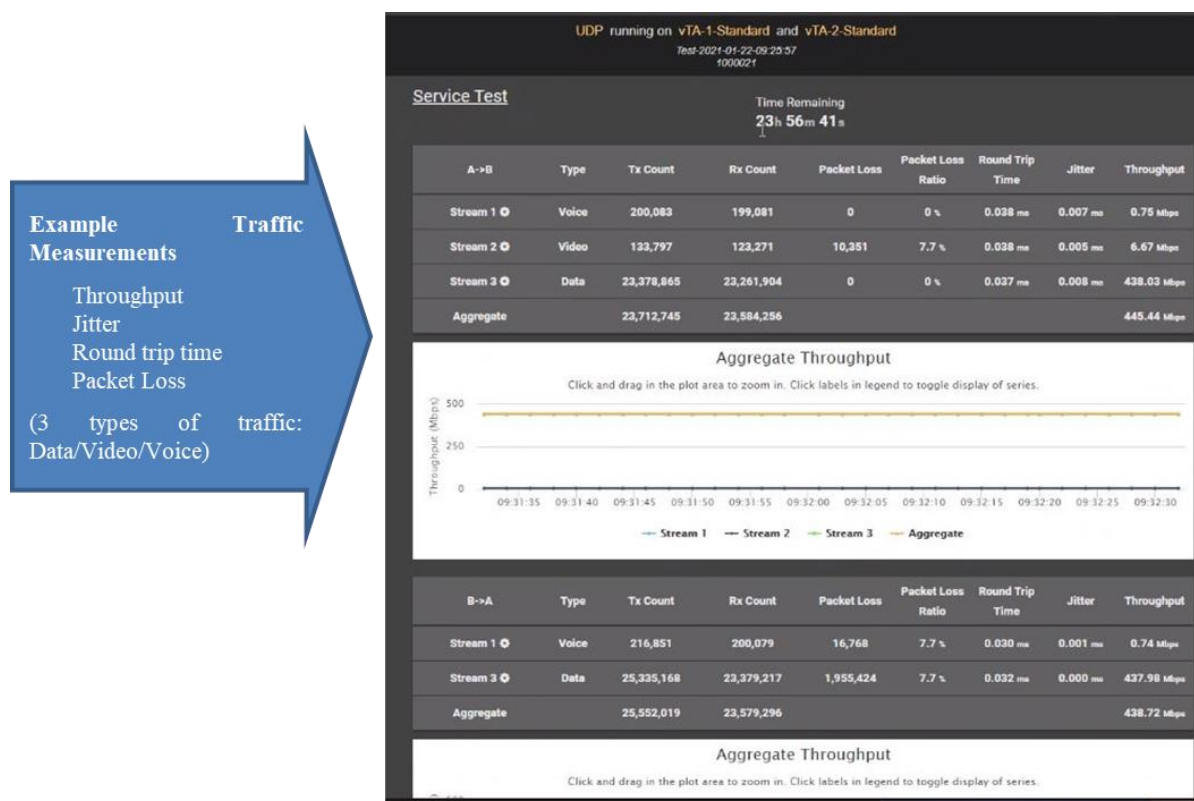 Example Traffic
Measurements
Throughput
Jitter
Round trip time
Packet Loss
(3 types of traffic:
Data/Video/Voice)
UDP running on vTA-1-Standard and vTA-2-Standard
Test-2021-01-22-09:25:57
1000021
Service Test
Time Remaining
23h 56m 41s
A->B Type Tx Count Rx Count Packet Loss Packet Loss Ratio Round Trip Time Jitter Throughput
Stream 1 Voice 200,083 199,081 0 0 % 0.038 ms 0.007 ms 0.75 Mbps
Stream 2 Video 133,797 123,271 10,351 7.7 % 0.038 ms 0.005 ms 6.67 Mbps
Stream 3 Data 23,378,865 23,261,904 0 0 % 0.037 ms 0.008 ms 438.03 Mbps
Aggregate 23,712,745 23,584,256 445.44 Mbps
Aggregate Throughput
Click and drag in the plot area to zoom in. Click labels in legend to toggle display of series.
Throughput (Mbps)
500
250
0
09:31:35 09:31:40 09:31:45 09:31:50 09:31:55 09:32:00 09:32:05 09:32:10 09:32:15 09:32:20 09:32:25 09:32:30
Stream 1 Stream 2 Stream 3 Aggregate
B->A Type Tx Count Rx Count Packet Loss Packet Loss Ratio Round Trip Time Jitter Throughput
Stream 1 Voice 216,851 200,079 16,768 7.7 % 0.030 ms 0.001 ms 0.74 Mbps
Stream 3 Data 25,335,168 23,379,217 1,955,424 7.7 % 0.032 ms 0.000 ms 437.98 Mbps
Aggregate 25,552,019 23,579,296 438.72 Mbps
Aggregate Throughput
Click and drag in the plot area to zoom in. Click labels in legend to toggle display of series.